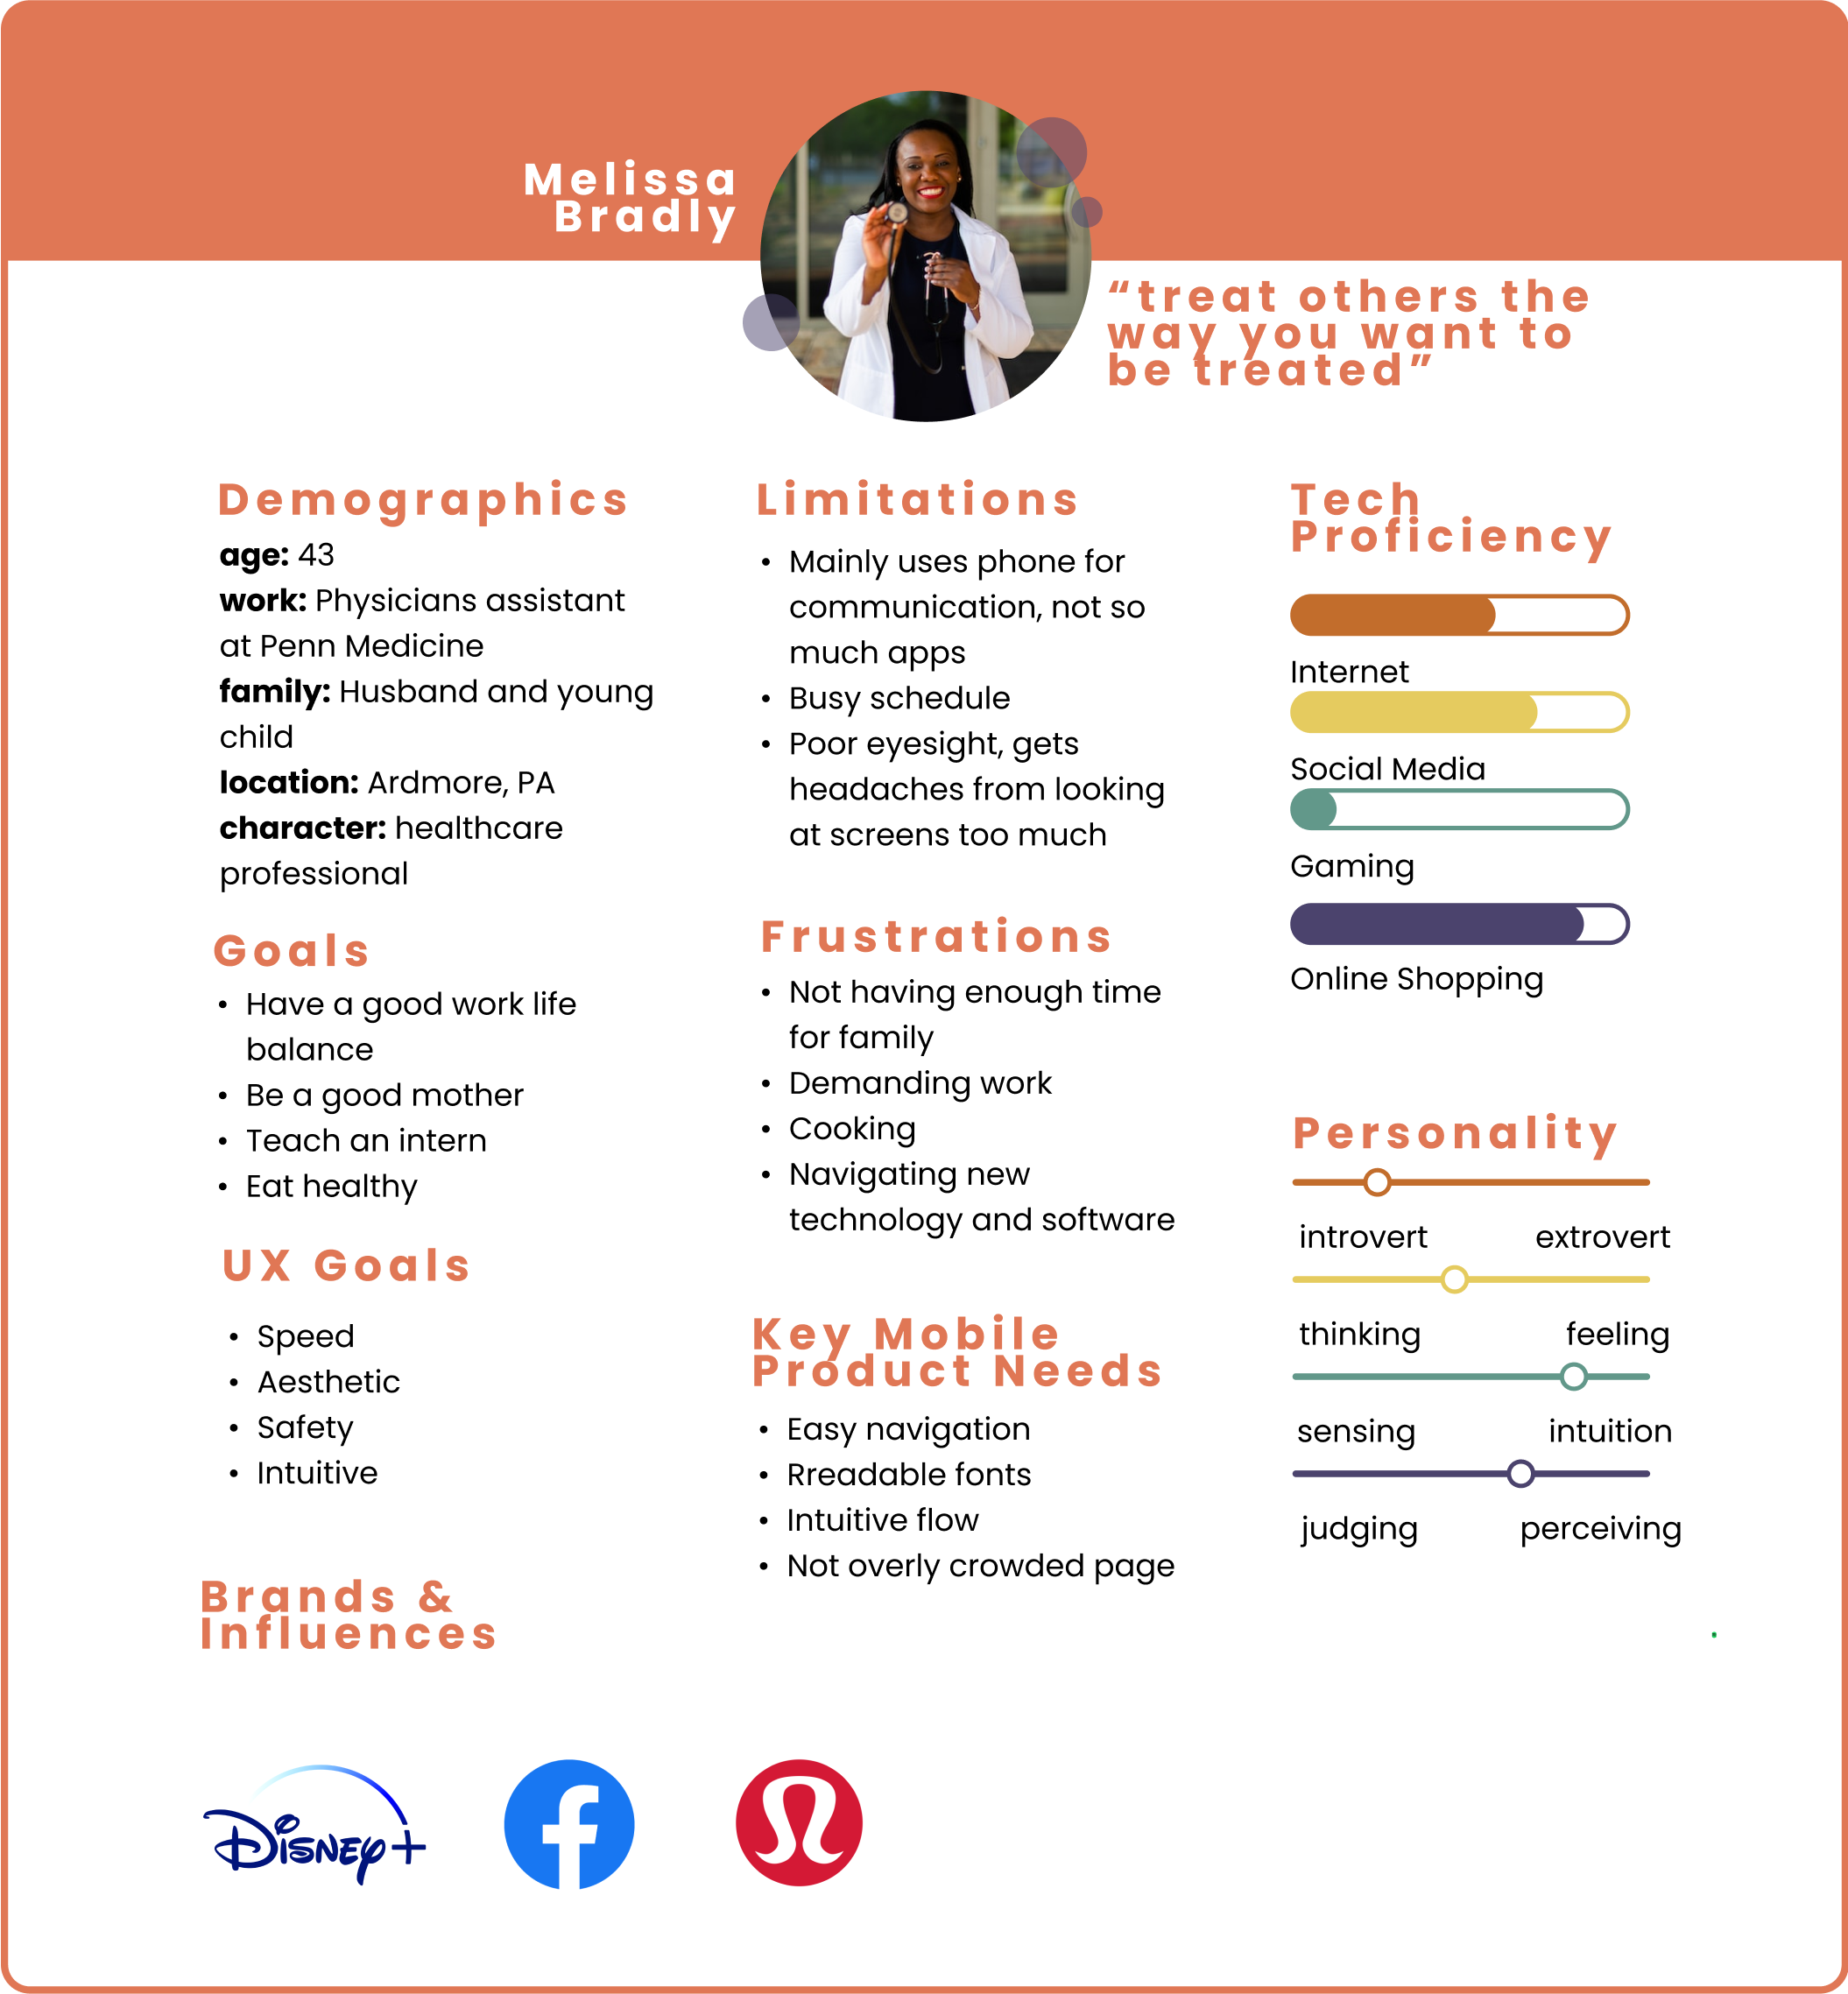 Melissa
Bradly
“treat others the
way you want to
be treated”
Demographics
age: 43
work: Physicians assistant
at Penn Medicine
family: Husband and young
child
location: Ardmore, PA
character: healthcare
professional
Goals
• Have a good work life
balance
• Be a good mother
• Teach an intern
• Eat healthy
UX Goals
• Speed
• Aesthetic
• Safety
• Intuitive
Brands &
Influences
Disney+
Limitations
• Mainly uses phone for
communication, not so
much apps
• Busy schedule
• Poor eyesight, gets
headaches from looking
at screens too much
Frustrations
• Not having enough time
for family
• Demanding work
• Cooking
• Navigating new
technology and software
Key Mobile
Product Needs
• Easy navigation
• Rreadable fonts
• Intuitive flow
• Not overly crowded page
Tech
Proficiency
Internet
Social Media
Gaming
Online Shopping
Personality
introvert extrovert
thinking feeling
sensing intuition
judging perceiving